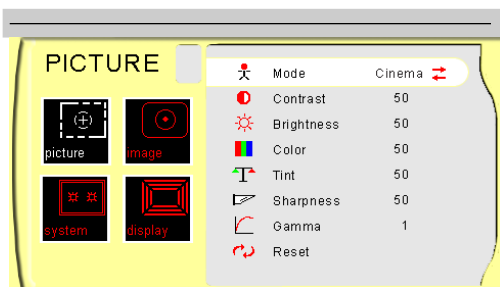 PICTURE
picture
image
system
display
Mode Cinema
Contrast 50
Brightness 50
Color 50
Tint 50
Sharpness 50
Gamma 1
Reset